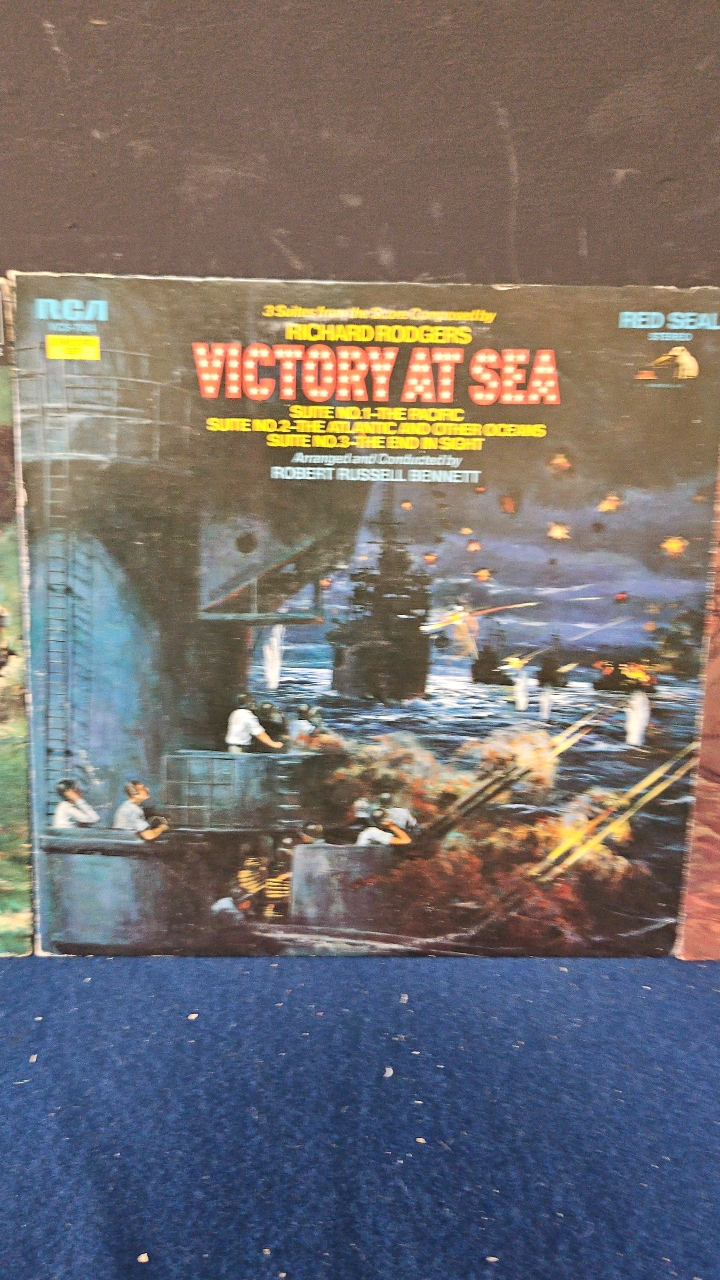 RCA
3 Suites from the Score Composed by
RICHARD RODGERS
VICTORY AT SEA
SUITE NO.1-THE PACIFIC
SUITE NO.2-THE ATLANTIC AND OTHER OCEANS
SUITE NO.3-THE END IN SIGHT
Arranged and Conducted by
ROBERT RUSSELL BENNETT
RED SEAL
STEREO